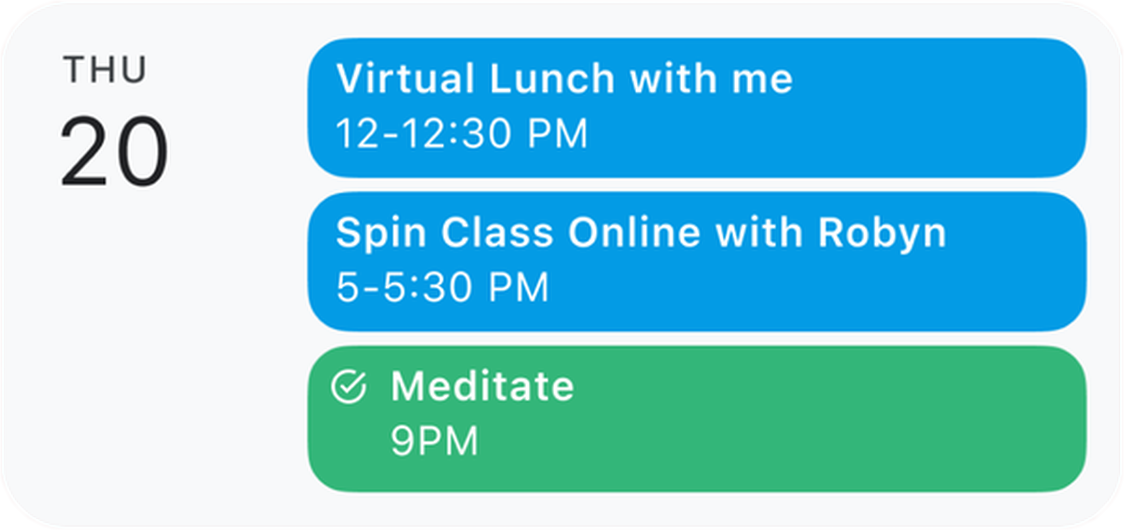 THU
20
Virtual Lunch with me
12-12:30 PM
Spin Class Online with Robyn
5-5:30 PM
Meditate
9PM